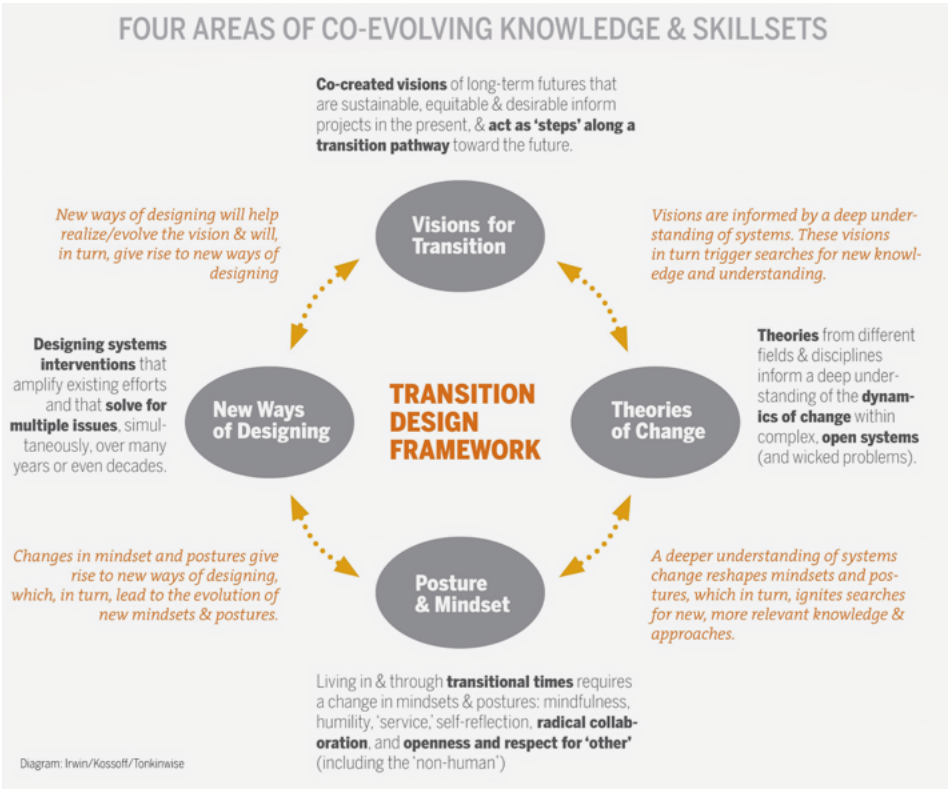 FOUR AREAS OF CO-EVOLVING KNOWLEDGE & SKILLSETS
Co-created visions of long-term futures that
are sustainable, equitable & desirable inform
projects in the present, & act as ‘steps’ along a
transition pathway toward the future.
Visions for
Transition
New ways of designing will help
realize/evolve the vision & will,
in turn, give rise to new ways of
designing
Visions are informed by a deep under-
standing of systems. These visions
in turn trigger searches for new knowl-
edge and understanding.
Designing systems
interventions that
amplify existing efforts
and that solve for
multiple issues, simul-
taneously, over many
years or even decades.
New Ways
of Designing
TRANSITION
DESIGN
FRAMEWORK
Theories
of Change
Theories from different
fields & disciplines
inform a deep under-
standing of the dynam-
ics of change within
complex, open systems
(and wicked problems).
Changes in mindset and postures give
rise to new ways of designing,
which, in turn, lead to the evolution of
new mindsets & postures.
Posture
& Mindset
A deeper understanding of systems
change reshapes mindsets and pos-
tures, which in turn, ignites searches
for new, more relevant knowledge &
approaches.
Living in & through transitional times requires
a change in mindsets & postures: mindfulness,
humility, ‘service,’ self-reflection, radical collab-
oration, and openness and respect for ‘other’
(including the ‘non-human’)
Diagram: Irwin/Kossoff/Tonkinwise